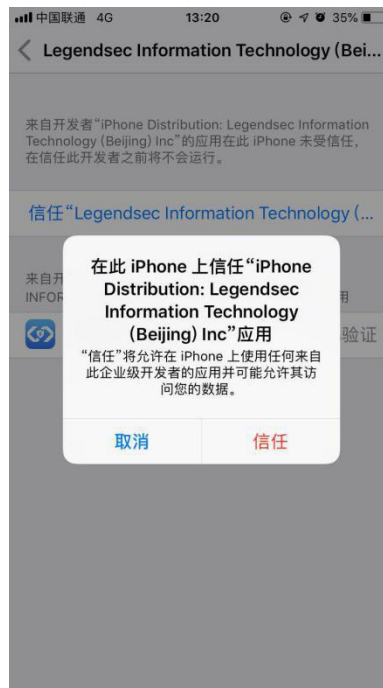 中国联通 4G 13:20 35%
Legendsec Information Technology (Bei...
来自开发者“iPhone Distribution: Legendsec Information
Technology (Beijing) Inc”的应用在此 iPhone 未受信任，
在信任此开发者之前将不会运行。
信任“Legendsec Information Technology (...
在此 iPhone 上信任“iPhone
Distribution: Legendsec
Information Technology
(Beijing) Inc”应用
“信任”将允许在 iPhone 上使用任何来自
此企业级开发者的应用并可能允许其访
问您的数据。
来自开
INFOR
用
验证
取消 信任